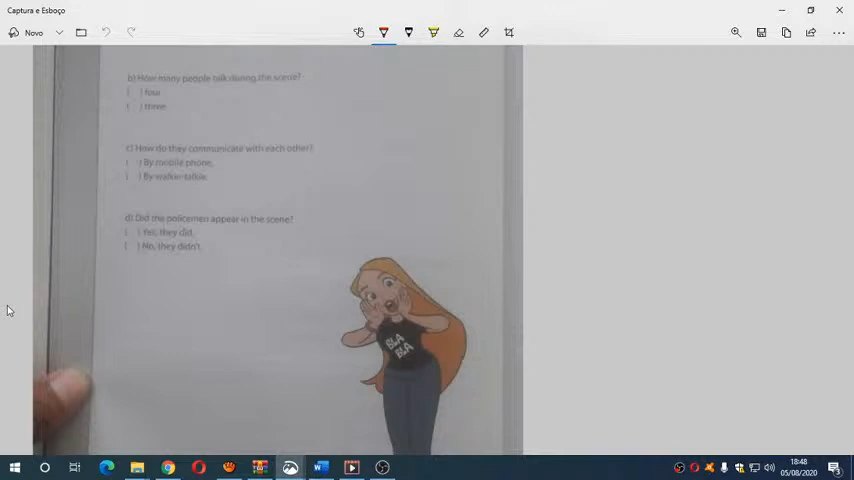 Captura e Esboço
Novo
b) How many people talk during the scene?
( ) four
( ) three
c) How do they communicate with each other?
( ) By mobile phone.
( ) By walkie-talkie.
d) Did the policemen appear in the scene?
( ) Yes, they did.
( ) No, they didn't.
BLA
BLA
18:48
05/08/2020